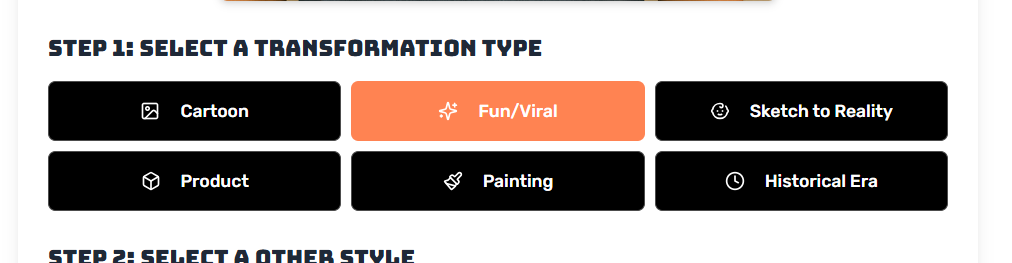 STEP 1: SELECT A TRANSFORMATION TYPE
Cartoon
Fun/Viral
Sketch to Reality
Product
Painting
Historical Era
STEP 2: SELECT A OTHER STYLE